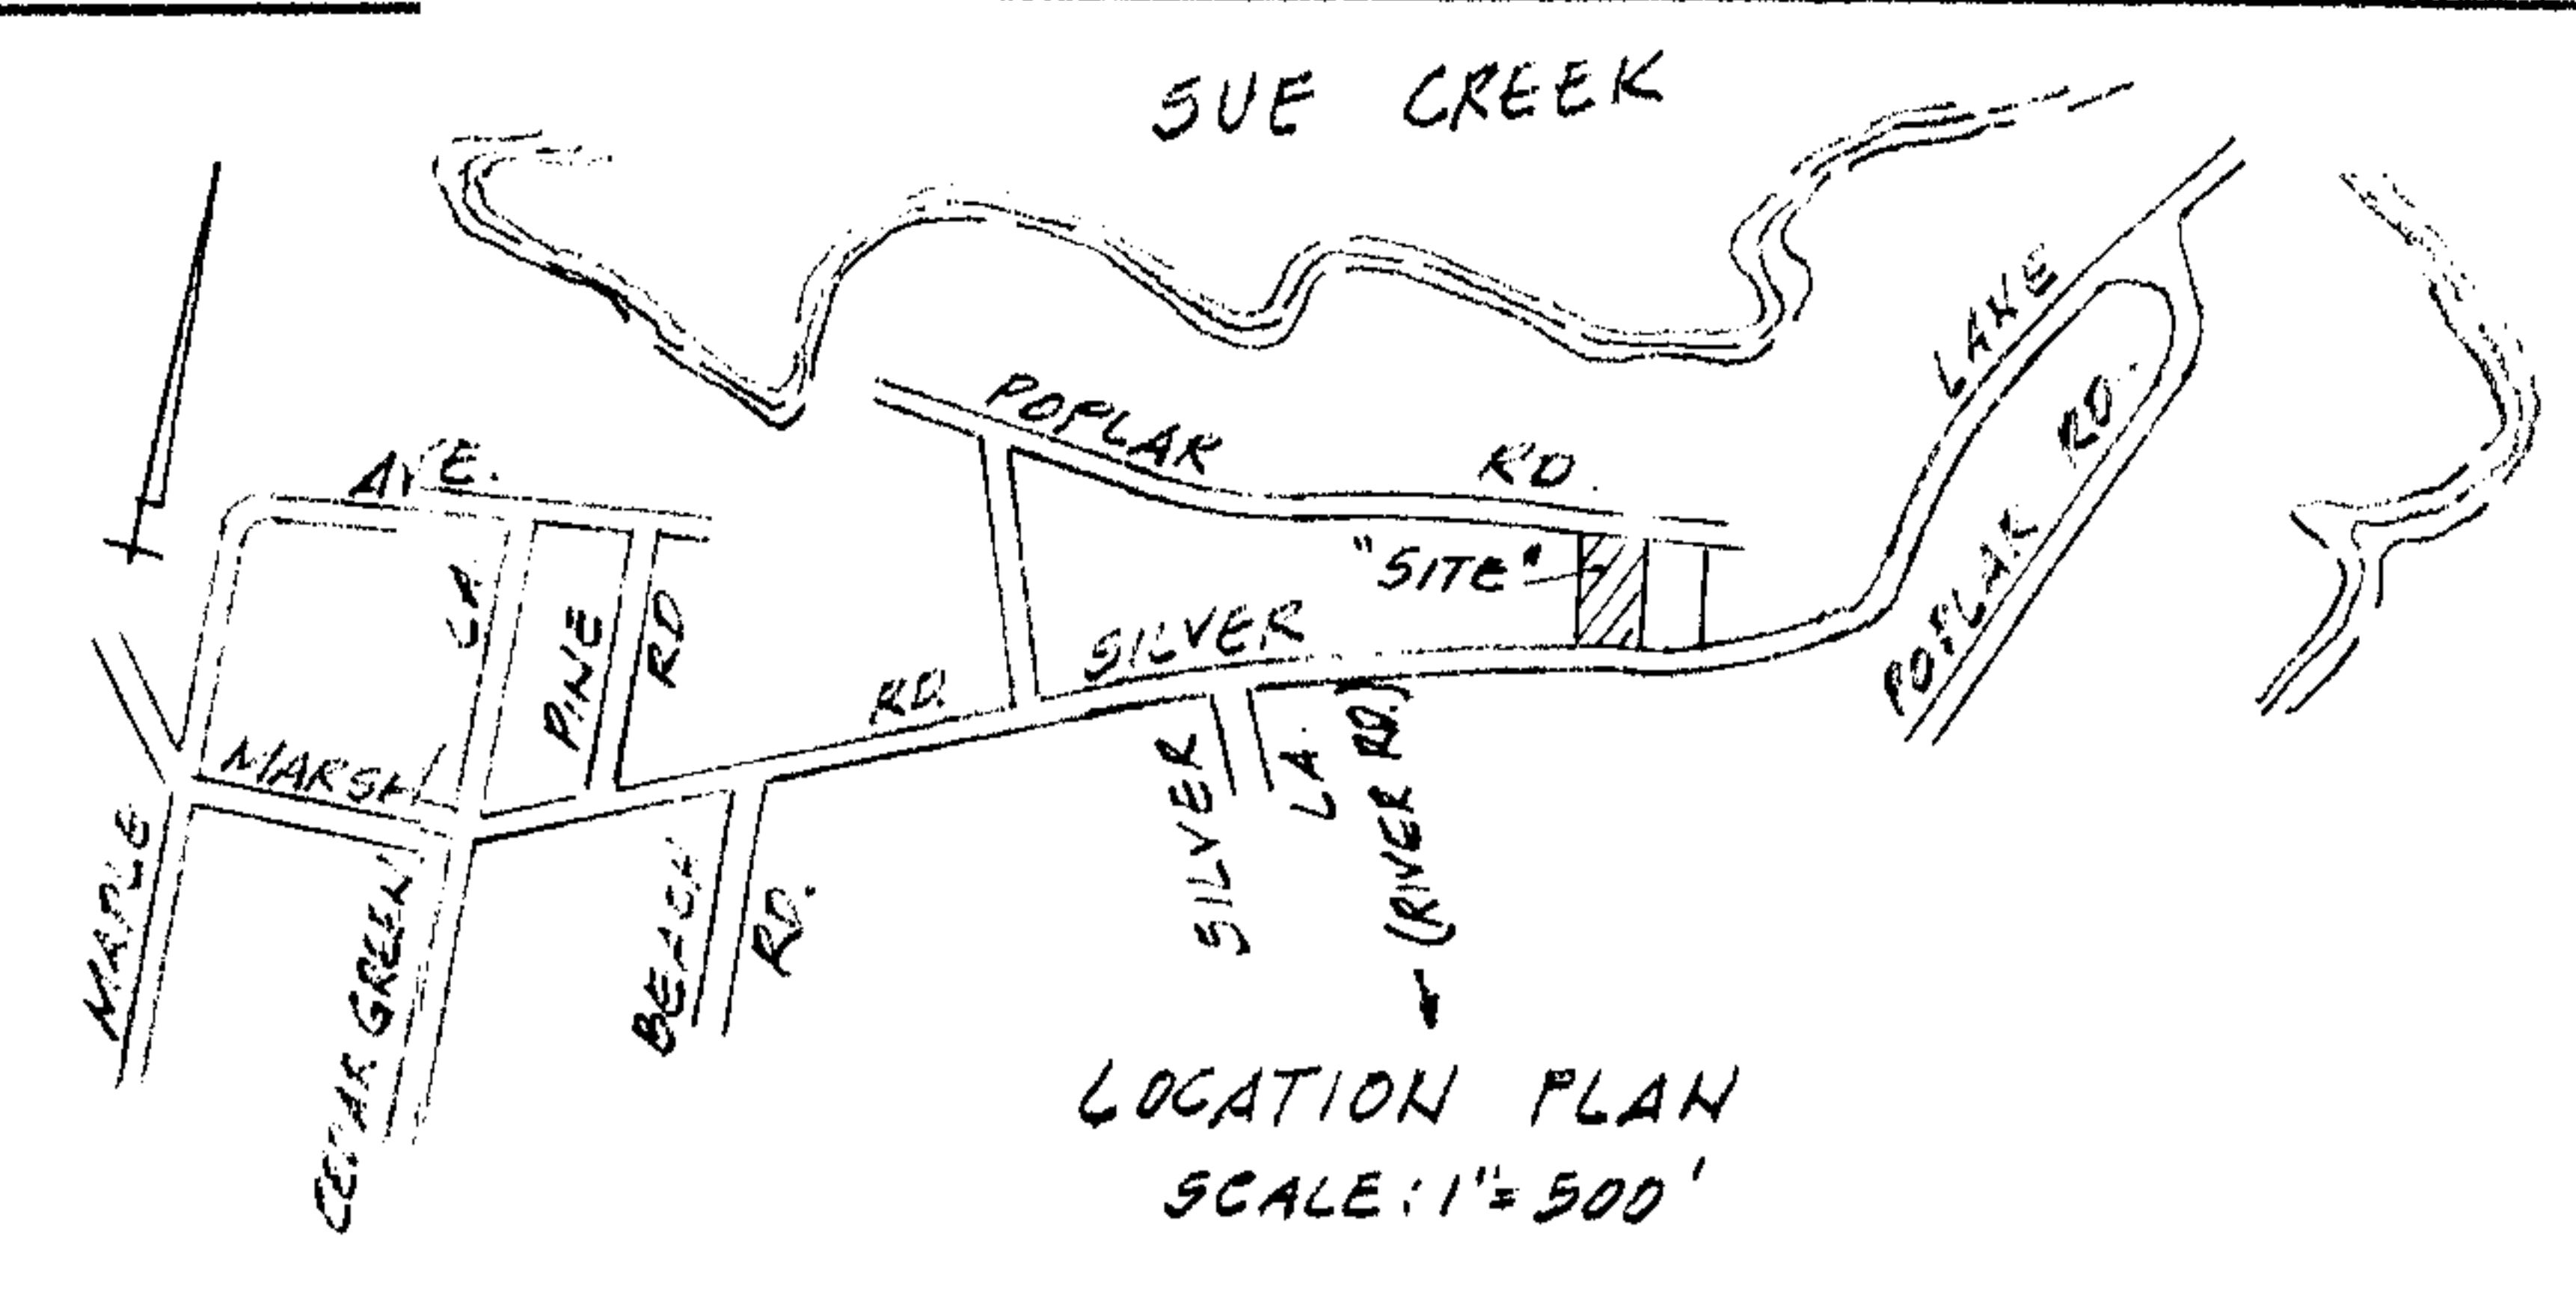 SUE CREEK
LAKE
POPLAR RD.
POPLAR RD.
AVE.
"SITE"
LA
PINE RD
SILVER
RD.
MARSH
MAPLE
CEDAR GREEN
BEACH RD.
SILVER LA.
(RIVER RD.)
LOCATION PLAN
SCALE: 1"= 500'